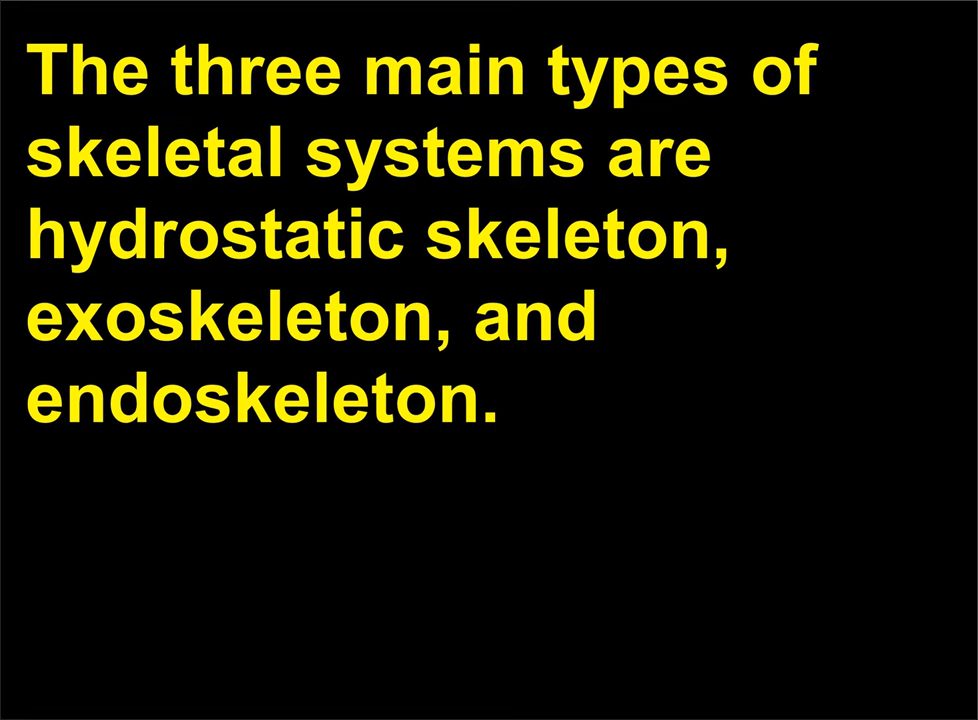 The three main types of
skeletal systems are
hydrostatic skeleton,
exoskeleton, and
endoskeleton.